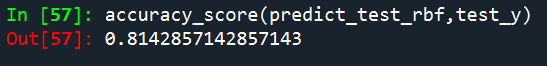 In [57]: accuracy_score(predict_test_rbf,test_y)
Out[57]: 0.8142857142857143